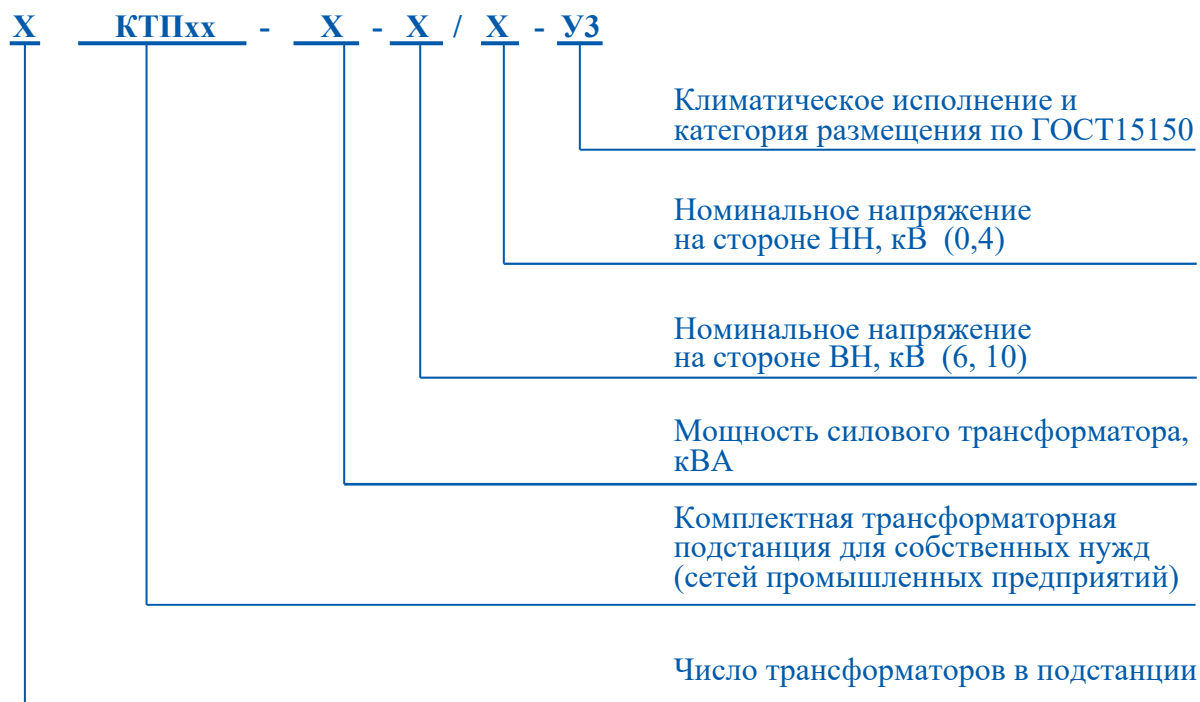 Х КТПхх - Х - Х / Х - У3
Климатическое исполнение и
категория размещения по ГОСТ15150
Номинальное напряжение
на стороне НН, кВ (0,4)
Номинальное напряжение
на стороне ВН, кВ (6, 10)
Мощность силового трансформатора,
кВА
Комплектная трансформаторная
подстанция для собственных нужд
(сетей промышленных предприятий)
Число трансформаторов в подстанции